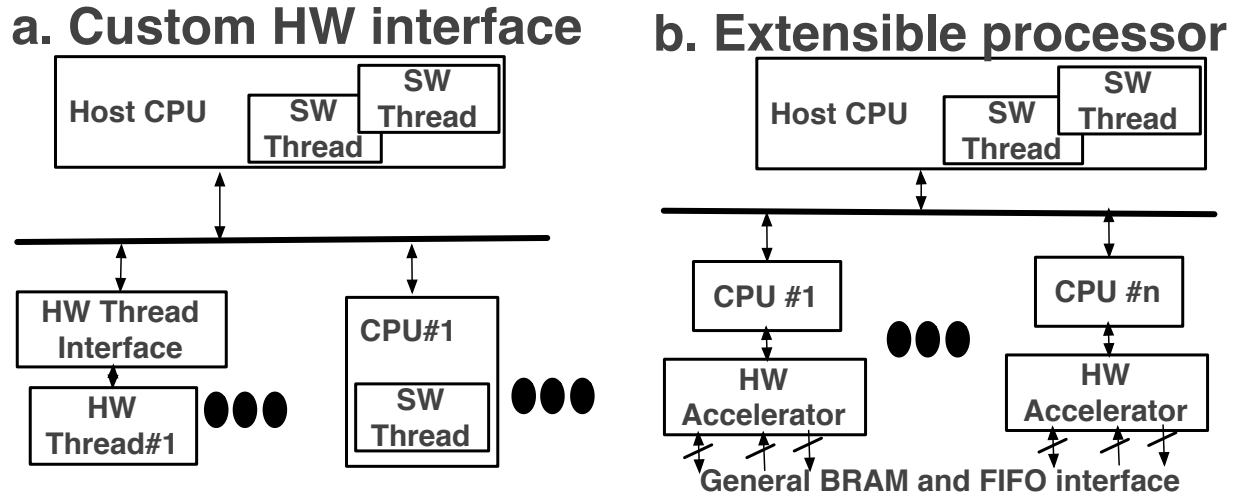 a. Custom HW interface
Host CPU
SW
Thread
SW
Thread
HW Thread
Interface
HW
Thread#1
CPU#1
SW
Thread
b. Extensible processor
Host CPU
SW
Thread
SW
Thread
CPU #1
CPU #n
HW
Accelerator
HW
Accelerator
General BRAM and FIFO interface